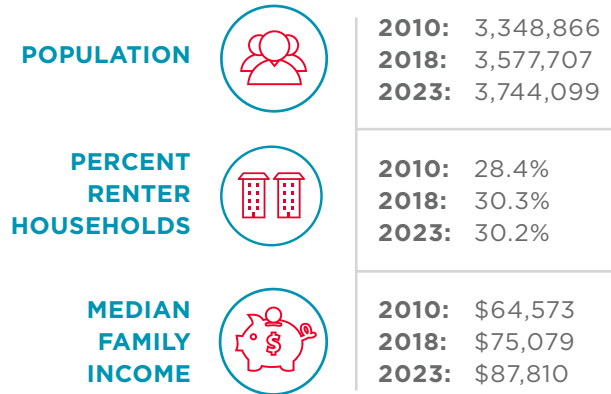 POPULATION
2010: 3,348,866
2018: 3,577,707
2023: 3,744,099
PERCENT
RENTER
HOUSEHOLDS
2010: 28.4%
2018: 30.3%
2023: 30.2%
MEDIAN
FAMILY
INCOME
$
2010: $64,573
2018: $75,079
2023: $87,810